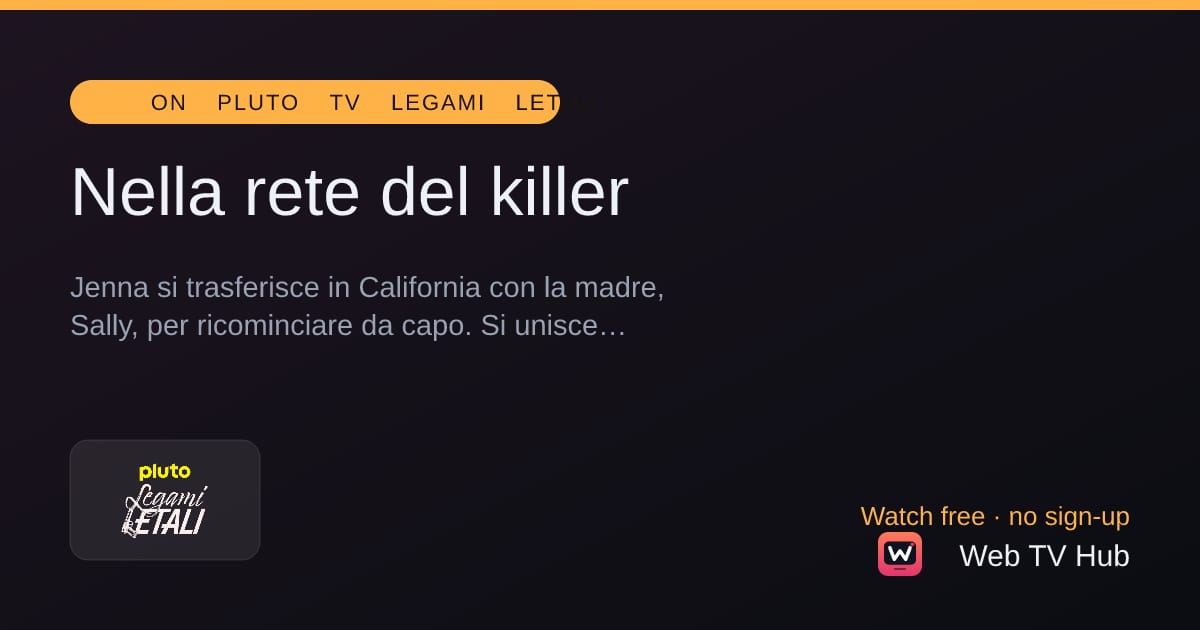 ON PLUTO TV LEGAMI LET
Nella rete del killer
Jenna si trasferisce in California con la madre,
Sally, per ricominciare da capo. Si unisce…
pluto
Legami
LETALI
Watch free · no sign-up
W
Web TV Hub